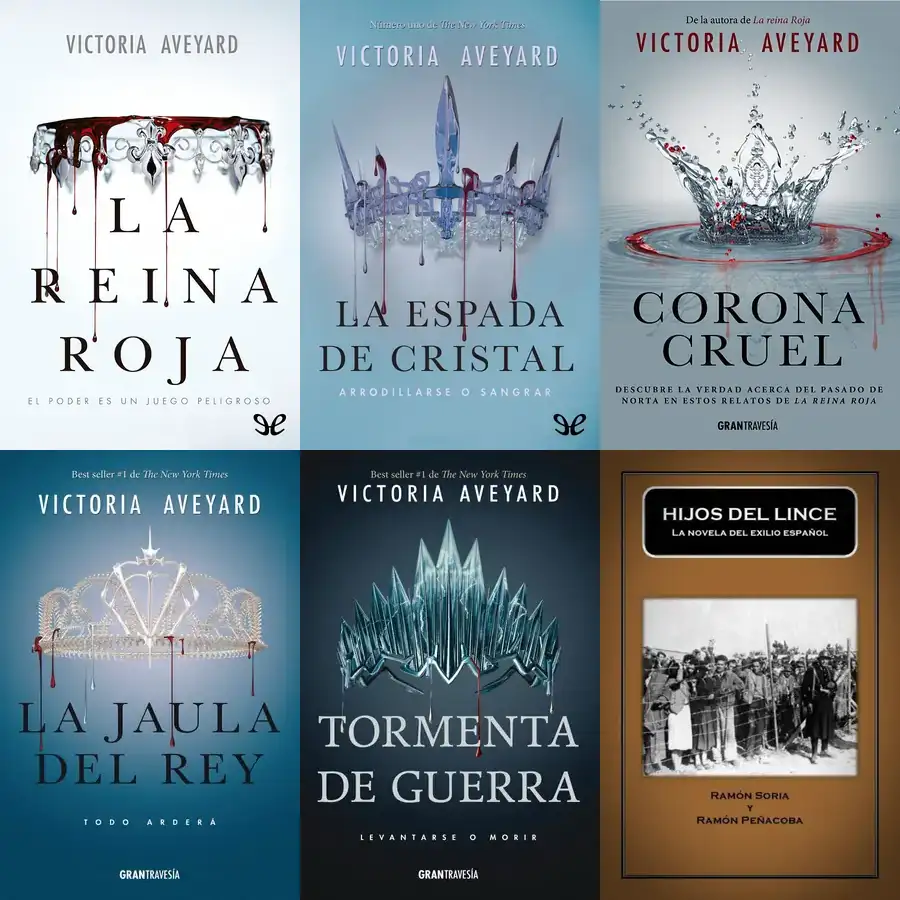 VICTORIA AVEYARD
LA
REINA
ROJA
EL PODER ES UN JUEGO PELIGROSO
Número uno de The New York Times
VICTORIA AVEYARD
LA ESPADA
DE CRISTAL
ARRODILLARSE O SANGRAR
De la autora de La reina Roja
VICTORIA AVEYARD
CORONA
CRUEL
DESCUBRE LA VERDAD ACERCA DEL PASADO DE
NORTA EN ESTOS RELATOS DE LA REINA ROJA
GRANTRAVESÍA
Best seller #1 de The New York Times
VICTORIA AVEYARD
LA JAULA
DEL REY
TODO ARDERÁ
GRANTRAVESÍA
Best seller #1 de The New York Times
VICTORIA AVEYARD
TORMENTA
DE GUERRA
LEVANTARSE O MORIR
GRANTRAVESÍA
HIJOS DEL LINCE
LA NOVELA DEL EXILIO ESPAÑOL
RAMÓN SORIA
Y
RAMÓN PEÑACOBA